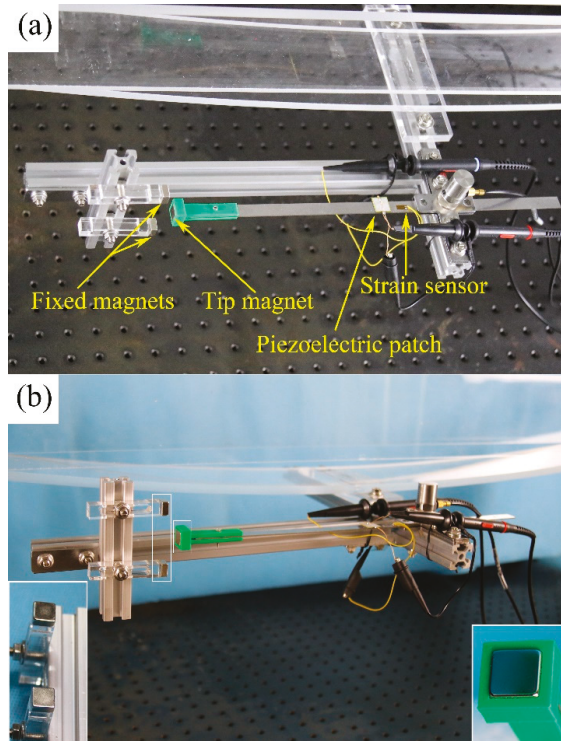 (a)
Fixed magnets
Tip magnet
Strain sensor
Piezoelectric patch
(b)